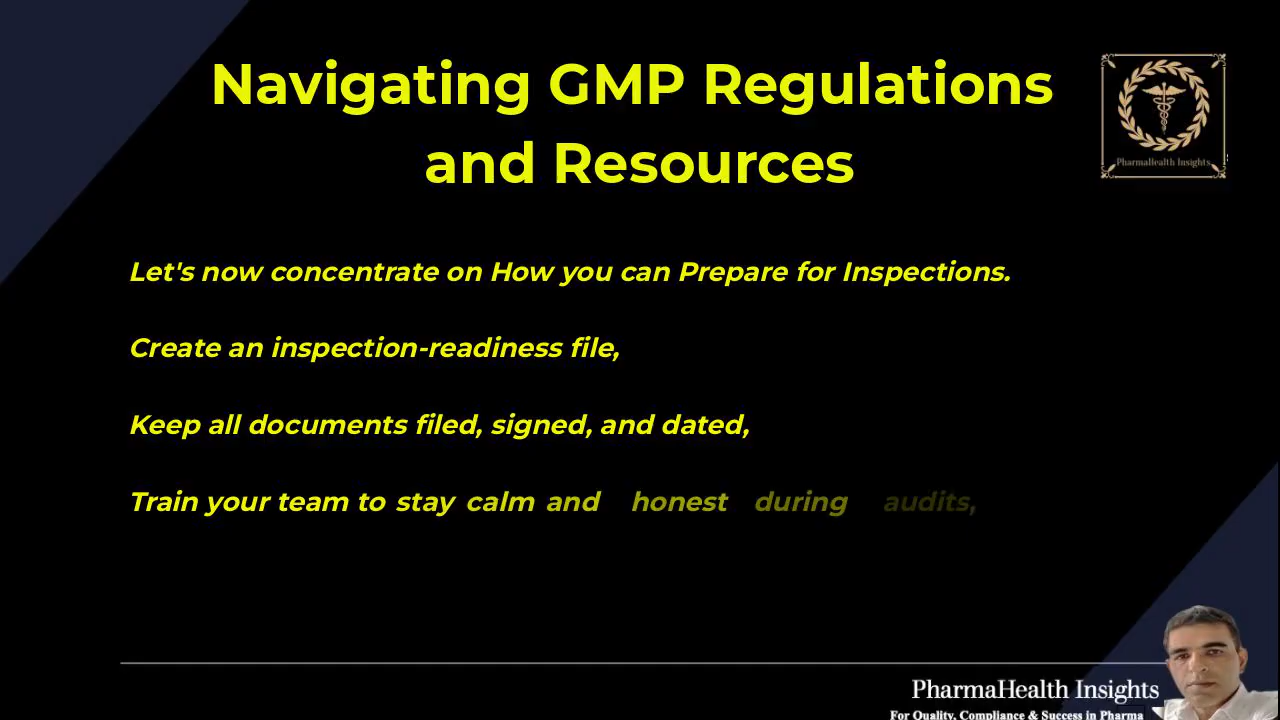 Navigating GMP Regulations
and Resources
PharmaHealth Insights
Let's now concentrate on How you can Prepare for Inspections.
Create an inspection-readiness file,
Keep all documents filed, signed, and dated,
Train your team to stay calm and honest during audits,
PharmaHealth Insights
For Quality, Compliance & Success in Pharma